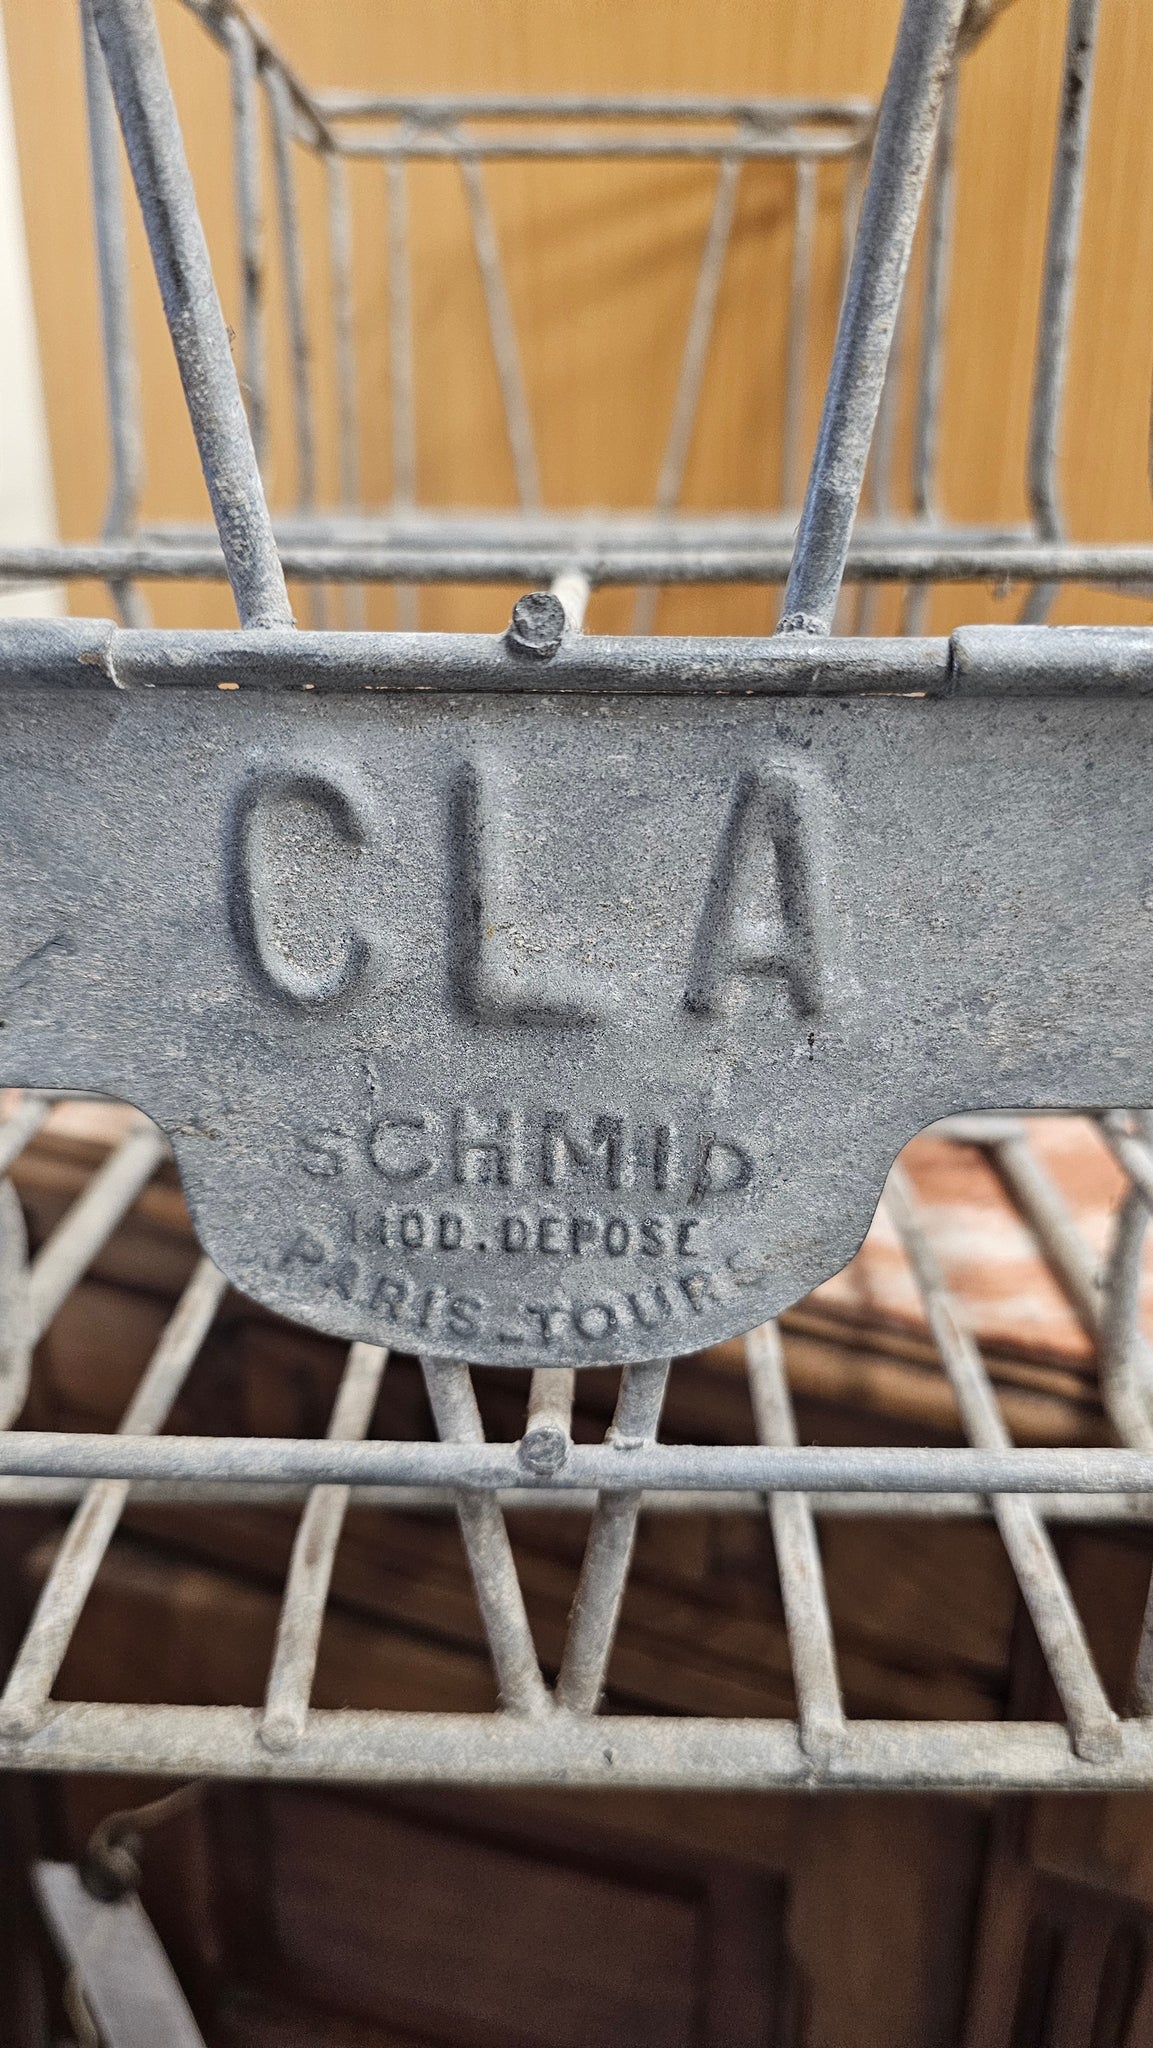 CLA
SCHMID
MOD. DEPOSE
PARIS_TOURS